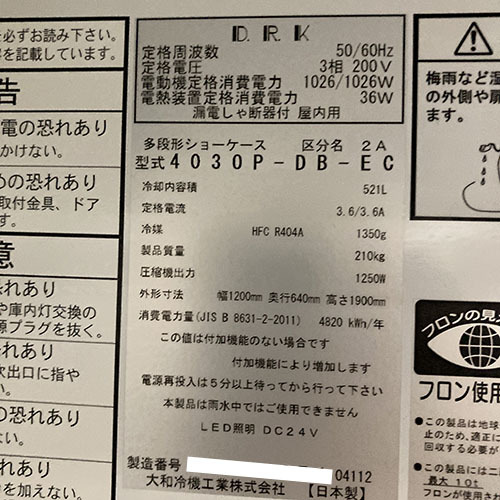 D.R.K
定格周波数 50/60Hz
定格電圧 3相 200V
電動機定格消費電力 1026/1026W
電熱装置定格消費電力 36W
漏電しゃ断器付 屋内用
多段形ショーケース 区分名 2A
型式 4030P-DB-EC
冷却内容積 521L
定格電流 3.6/3.6A
冷媒 HFC R404A 1350g
製品質量 210kg
圧縮機出力 1250W
外形寸法 幅1200mm 奥行640mm 高さ1900mm
消費電力量(JIS B 8631-2-2011) 4820 kWh/年
この値は付加機能のない場合です
付加機能により増加します
電源再投入は5分以上待ってから行って下さい
本製品は雨水中ではご使用できません
LED照明 DC24V
製造番号 04112
大和冷機工業株式会社 【日本製】
必ずお読み下さい。
を記載しています。
告
電の恐れあり
かけない。
めの恐れあり
取付金具、ドア
す。
意
れあり
や庫内灯交換の
源プラグを抜く。
れあり
欠出口に指や
い。
の恐れあり
い。
れあり
を加えない。
梅雨など湿
の外側や扉
ます。
フロンの見え
フロン使用
●この製品は地球
止のため、適正に
回収する必要が
●この製品には二
最大 10t
フロンが使用され